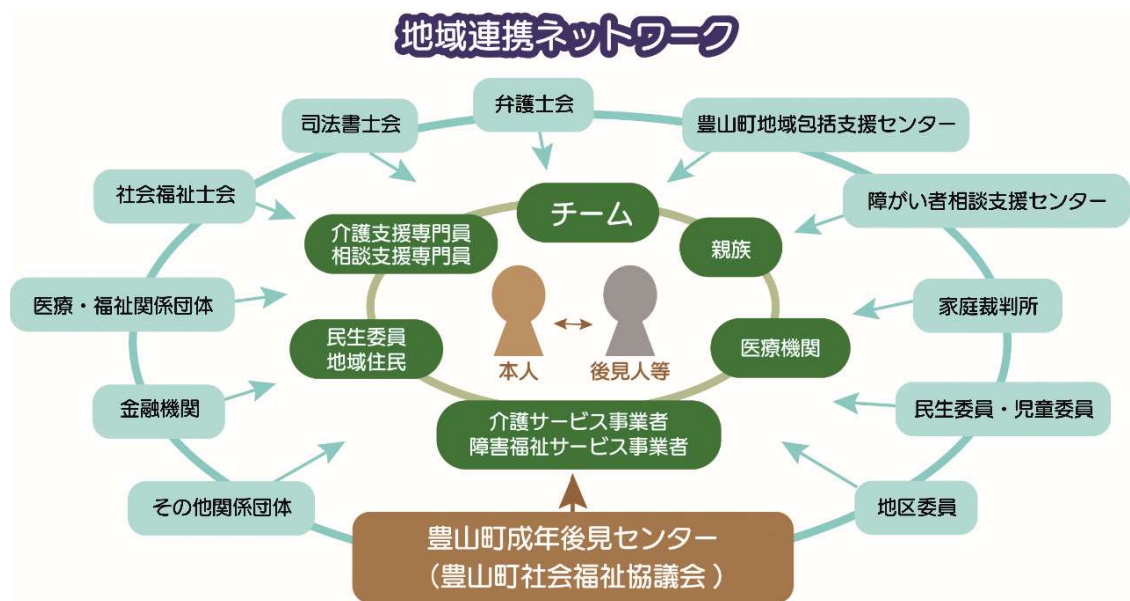 地域連携ネットワーク
弁護士会
司法書士会
豊山町地域包括支援センター
社会福祉士会
障がい者相談支援センター
チーム
介護支援専門員
相談支援専門員
親族
医療・福祉関係団体
家庭裁判所
民生委員
地域住民
医療機関
本人
後見人等
金融機関
民生委員・児童委員
介護サービス事業者
障害福祉サービス事業者
その他関係団体
地区委員
豊山町成年後見センター
（豊山町社会福祉協議会）